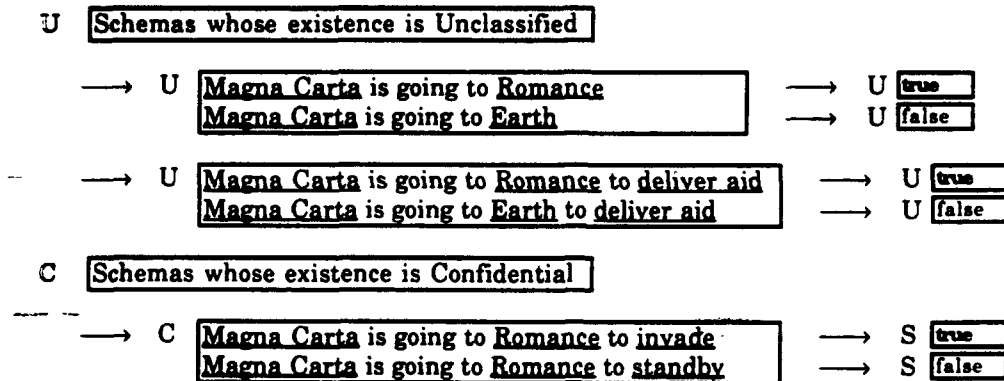 U Schemas whose existence is Unclassified
→ U Magna Carta is going to Romance → U true
Magna Carta is going to Earth → U false
→ U Magna Carta is going to Romance to deliver aid → U true
Magna Carta is going to Earth to deliver aid → U false
C Schemas whose existence is Confidential
→ C Magna Carta is going to Romance to invade → S true
Magna Carta is going to Romance to standby → S false